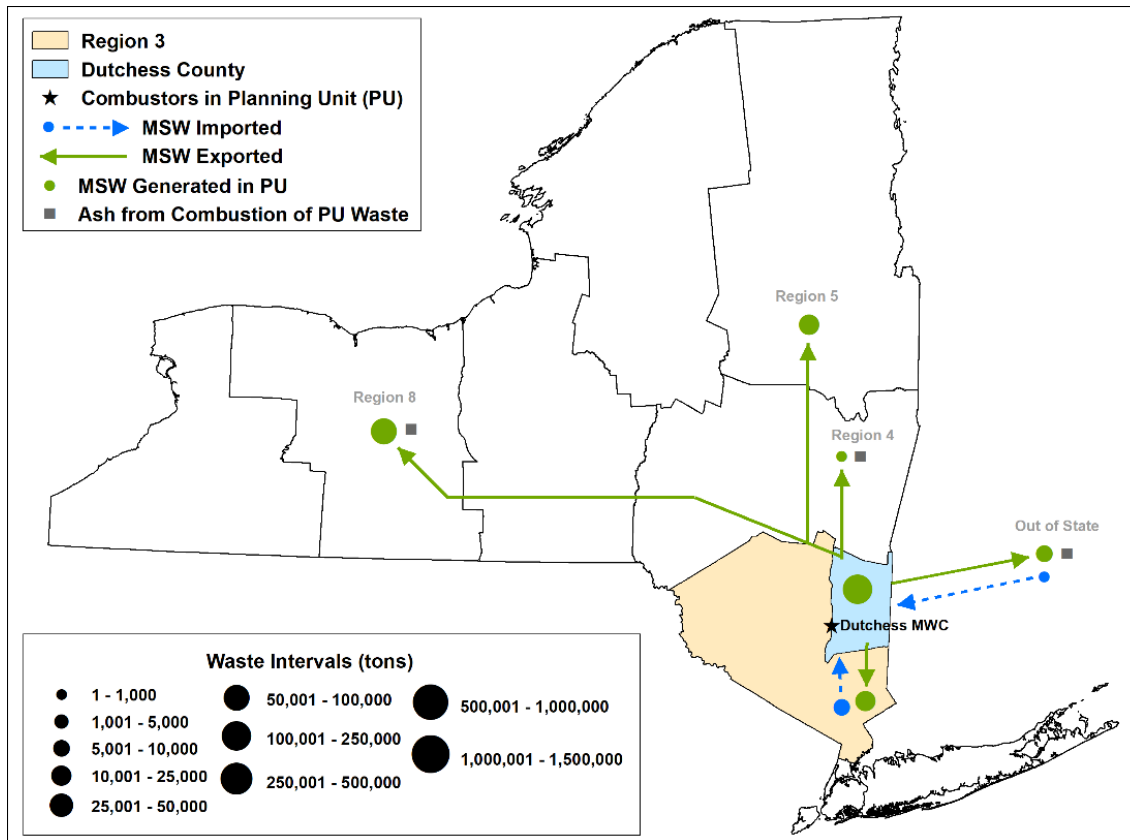 Region 3
Dutchess County
Combustors in Planning Unit (PU)
MSW Imported
MSW Exported
MSW Generated in PU
Ash from Combustion of PU Waste
Region 5
Region 8
Region 4
Out of State
Dutchess MWC
Waste Intervals (tons)
1 - 1,000
1,001 - 5,000
5,001 - 10,000
10,001 - 25,000
25,001 - 50,000
50,001 - 100,000
100,001 - 250,000
250,001 - 500,000
500,001 - 1,000,000
1,000,001 - 1,500,000